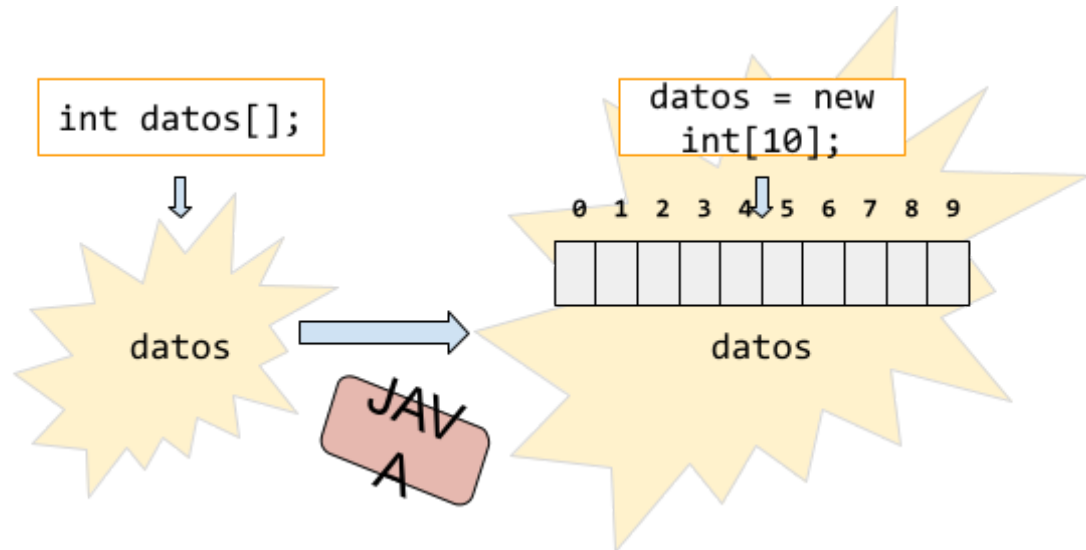 int datos[];
datos = new
int[10];
0 1 2 3 4 5 6 7 8 9
datos
datos
JAV
A